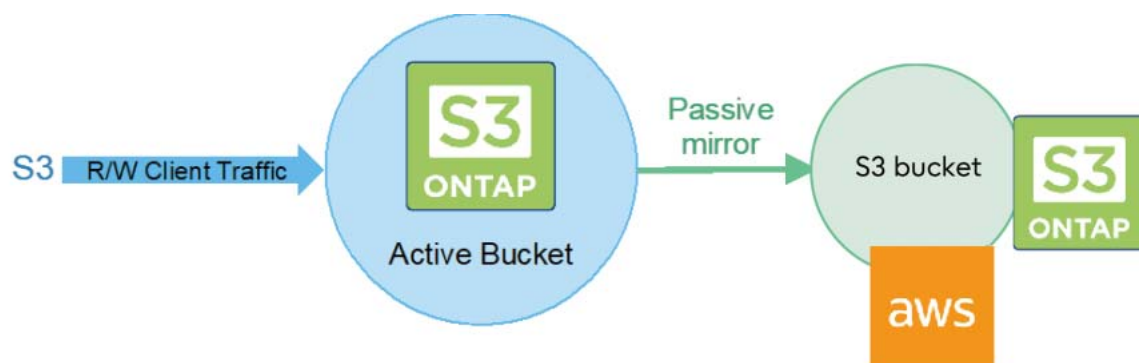 S3
R/W Client Traffic
S3
ONTAP
Active Bucket
Passive
mirror
S3 bucket
S3
ONTAP
aws